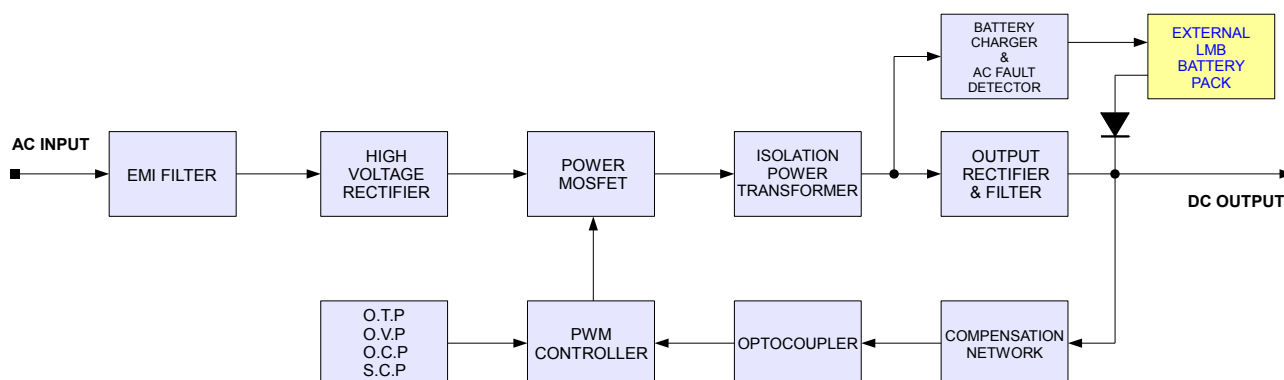 BATTERY
CHARGER
&
AC FAULT
DETECTOR
EXTERNAL
LMB
BATTERY
PACK
AC INPUT
EMI FILTER
HIGH
VOLTAGE
RECTIFIER
POWER
MOSFET
ISOLATION
POWER
TRANSFORMER
OUTPUT
RECTIFIER
& FILTER
DC OUTPUT
O.T.P
O.V.P
O.C.P
S.C.P
PWM
CONTROLLER
OPTOCOUPLER
COMPENSATION
NETWORK